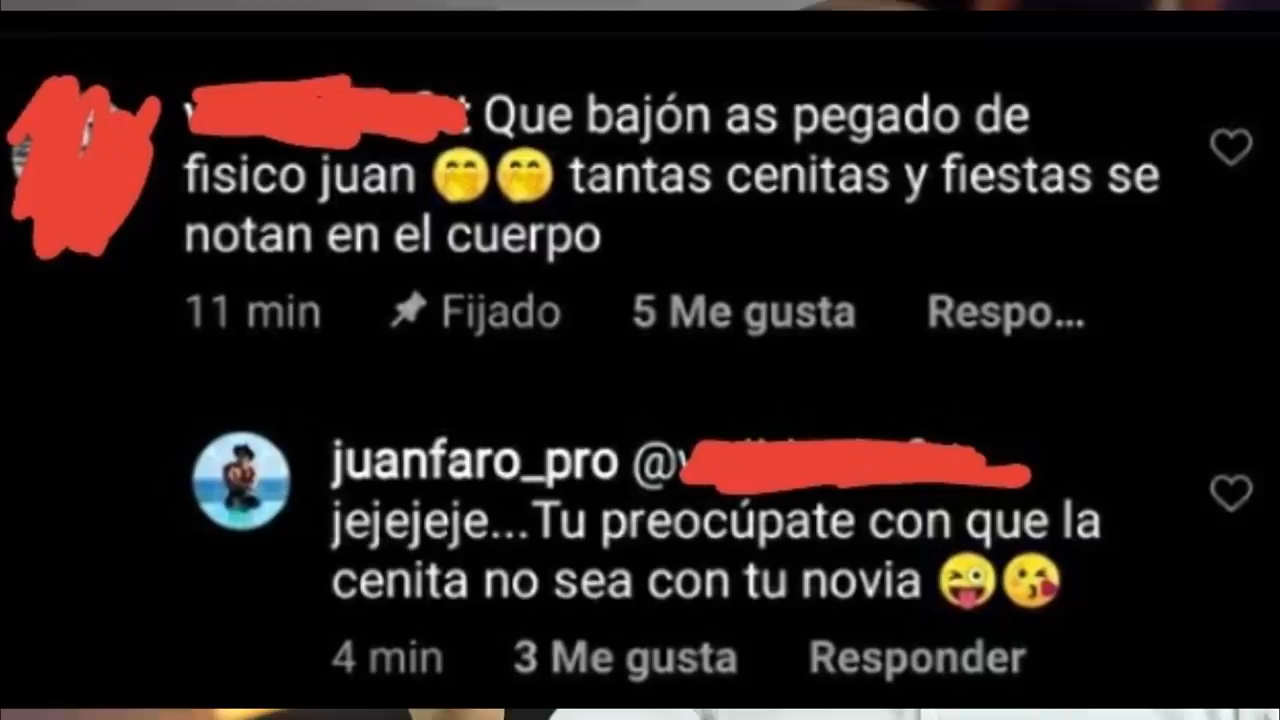 Que bajón as pegado de
fisico juan 🤭🤭 tantas cenitas y fiestas se
notan en el cuerpo
11 min Fijado 5 Me gusta Respo...
juanfaro_pro @
jejejeje...Tu preocúpate con que la
cenita no sea con tu novia 😜😘
4 min 3 Me gusta Responder